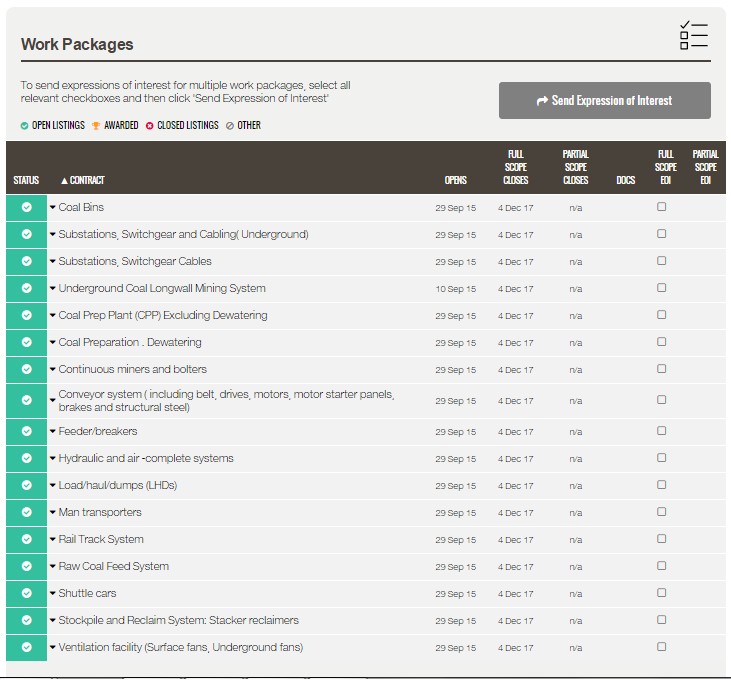 Work Packages
To send expressions of interest for multiple work packages, select all
relevant checkboxes and then click 'Send Expression of Interest'
Send Expression of Interest
OPEN LISTINGS AWARDED CLOSED LISTINGS OTHER
STATUS ▲ CONTRACT OPENS FULL SCOPE CLOSES PARTIAL SCOPE CLOSES DOCS FULL SCOPE EOI PARTIAL SCOPE EOI
Coal Bins 29 Sep 15 4 Dec 17 n/a
Substations, Switchgear and Cabling( Underground) 29 Sep 15 4 Dec 17 n/a
Substations, Switchgear Cables 29 Sep 15 4 Dec 17 n/a
Underground Coal Longwall Mining System 10 Sep 15 4 Dec 17 n/a
Coal Prep Plant (CPP) Excluding Dewatering 29 Sep 15 4 Dec 17 n/a
Coal Preparation . Dewatering 29 Sep 15 4 Dec 17 n/a
Continuous miners and bolters 29 Sep 15 4 Dec 17 n/a
Conveyor system ( including belt, drives, motors, motor starter panels,
brakes and structural steel) 29 Sep 15 4 Dec 17 n/a
Feeder/breakers 29 Sep 15 4 Dec 17 n/a
Hydraulic and air -complete systems 29 Sep 15 4 Dec 17 n/a
Load/haul/dumps (LHDs) 29 Sep 15 4 Dec 17 n/a
Man transporters 29 Sep 15 4 Dec 17 n/a
Rail Track System 29 Sep 15 4 Dec 17 n/a
Raw Coal Feed System 29 Sep 15 4 Dec 17 n/a
Shuttle cars 29 Sep 15 4 Dec 17 n/a
Stockpile and Reclaim System: Stacker reclaimers 29 Sep 15 4 Dec 17 n/a
Ventilation facility (Surface fans, Underground fans) 29 Sep 15 4 Dec 17 n/a